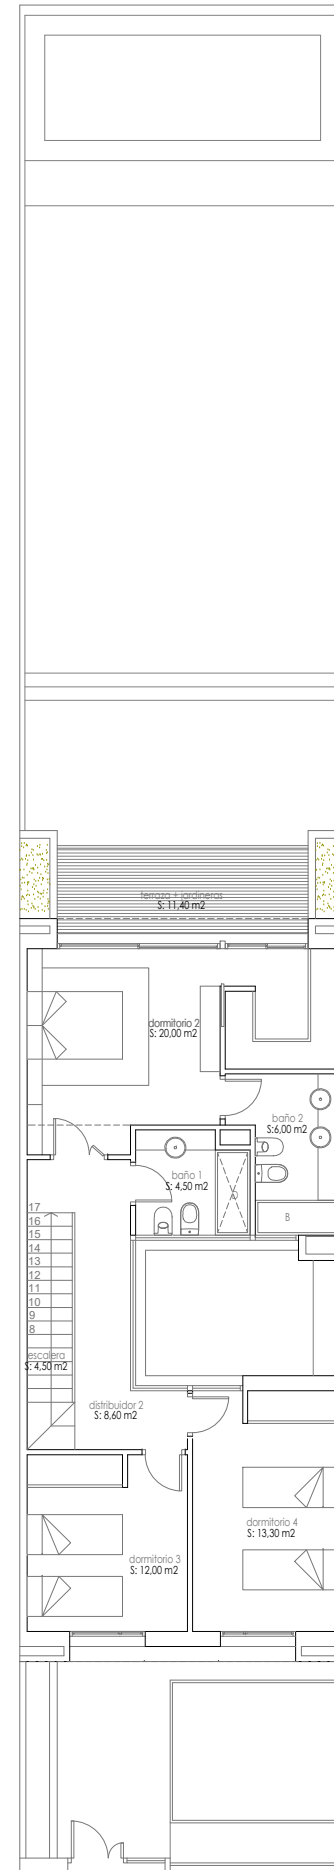 terraza + jardineras
S: 11,40 m2
dormitorio 2
S: 20,00 m2
baño 2
S:6,00 m2
baño 1
S: 4,50 m2
D
B
17
16
15
14
13
12
11
10
9
8
escalera
S: 4,50 m2
distribuidor 2
S: 8,60 m2
dormitorio 4
S: 13,30 m2
dormitorio 3
S: 12,00 m2